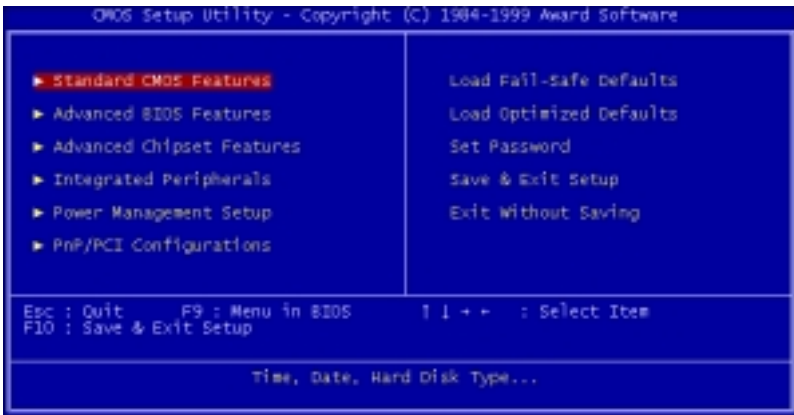 CMOS Setup Utility - Copyright (C) 1984-1999 Award Software
► Standard CMOS Features
► Advanced BIOS Features
► Advanced Chipset Features
► Integrated Peripherals
► Power Management Setup
► PnP/PCI Configurations
Load Fail-Safe Defaults
Load Optimized Defaults
Set Password
Save & Exit Setup
Exit Without Saving
Esc : Quit F9 : Menu in BIOS ↑ ↓ → ← : Select Item
F10 : Save & Exit Setup
Time, Date, Hard Disk Type...